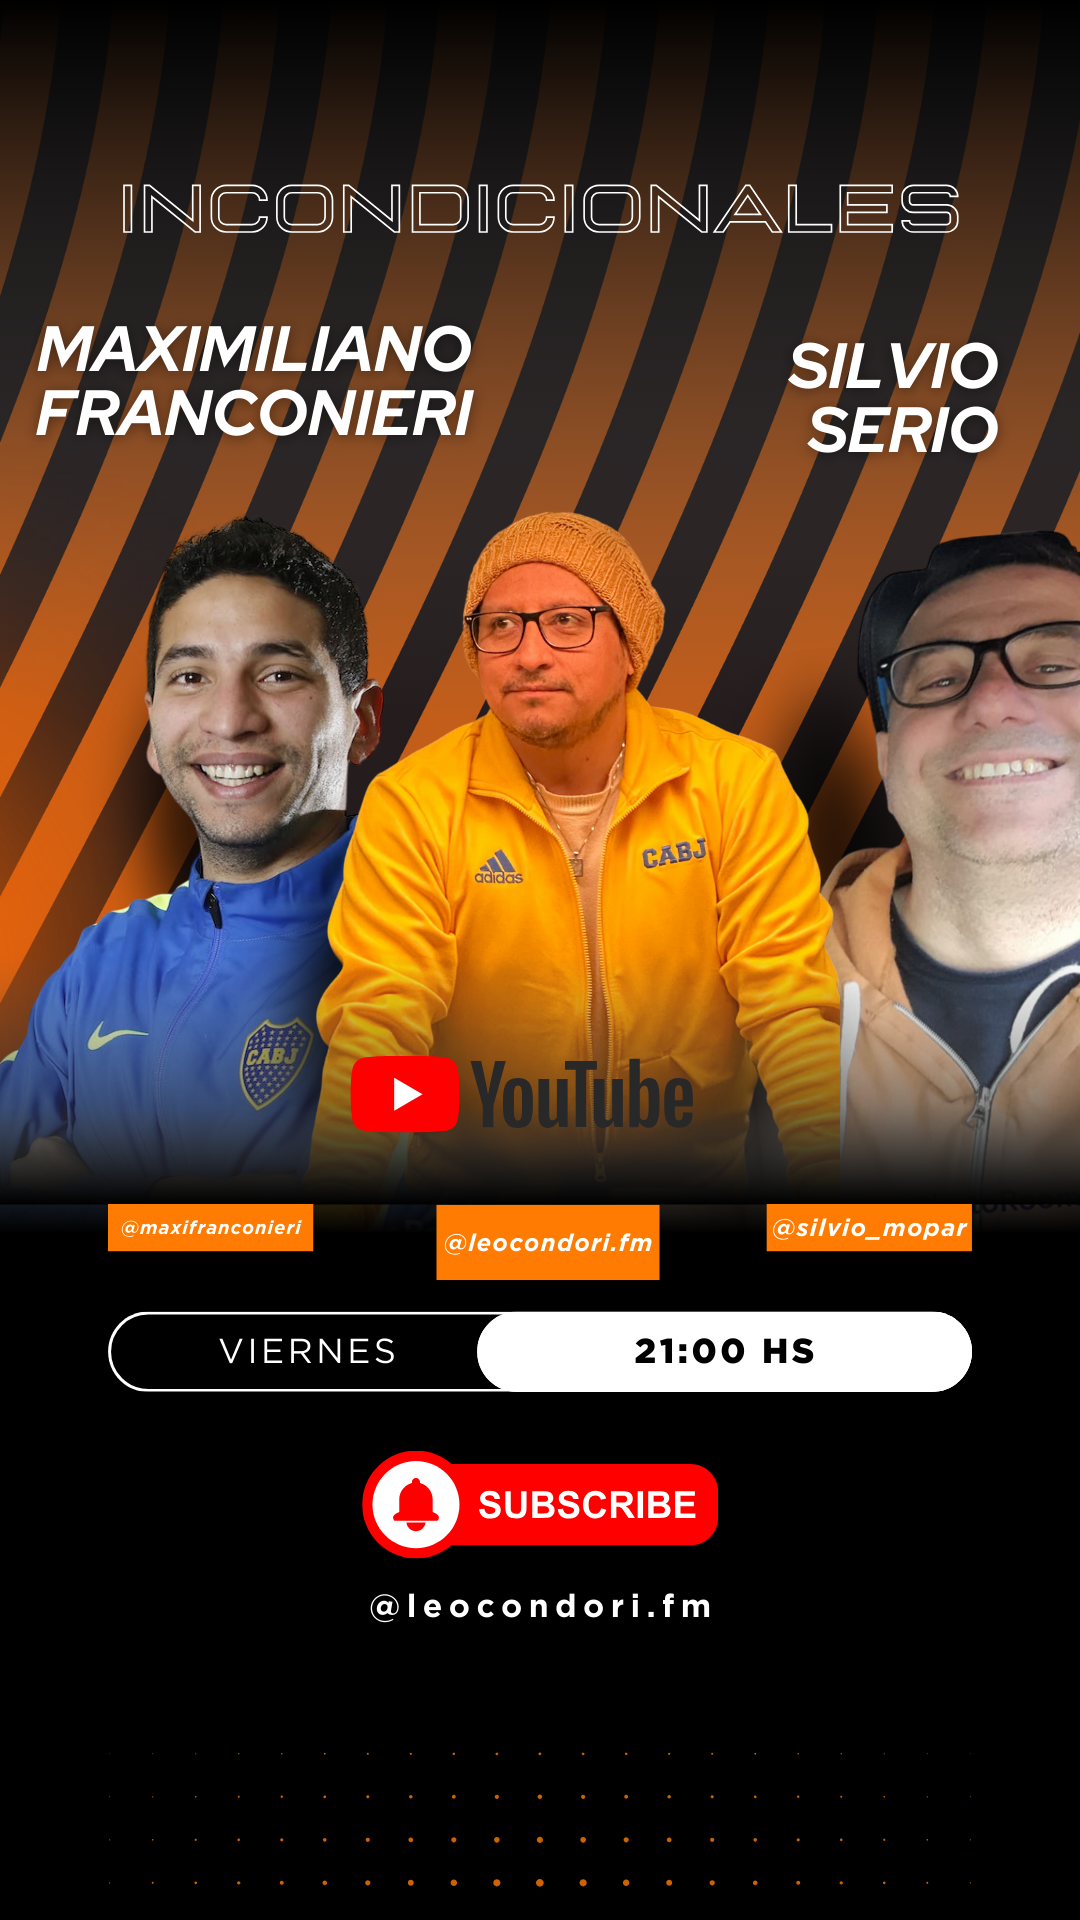 INCONDICIONALES
MAXIMILIANO
FRANCONIERI
SILVIO
SERIO
adidas
CABJ
CABJ
YouTube
@maxifranconieri
@leocondori.fm
@silvio_mopar
VIERNES
21:00 HS
SUBSCRIBE
@leocondori.fm